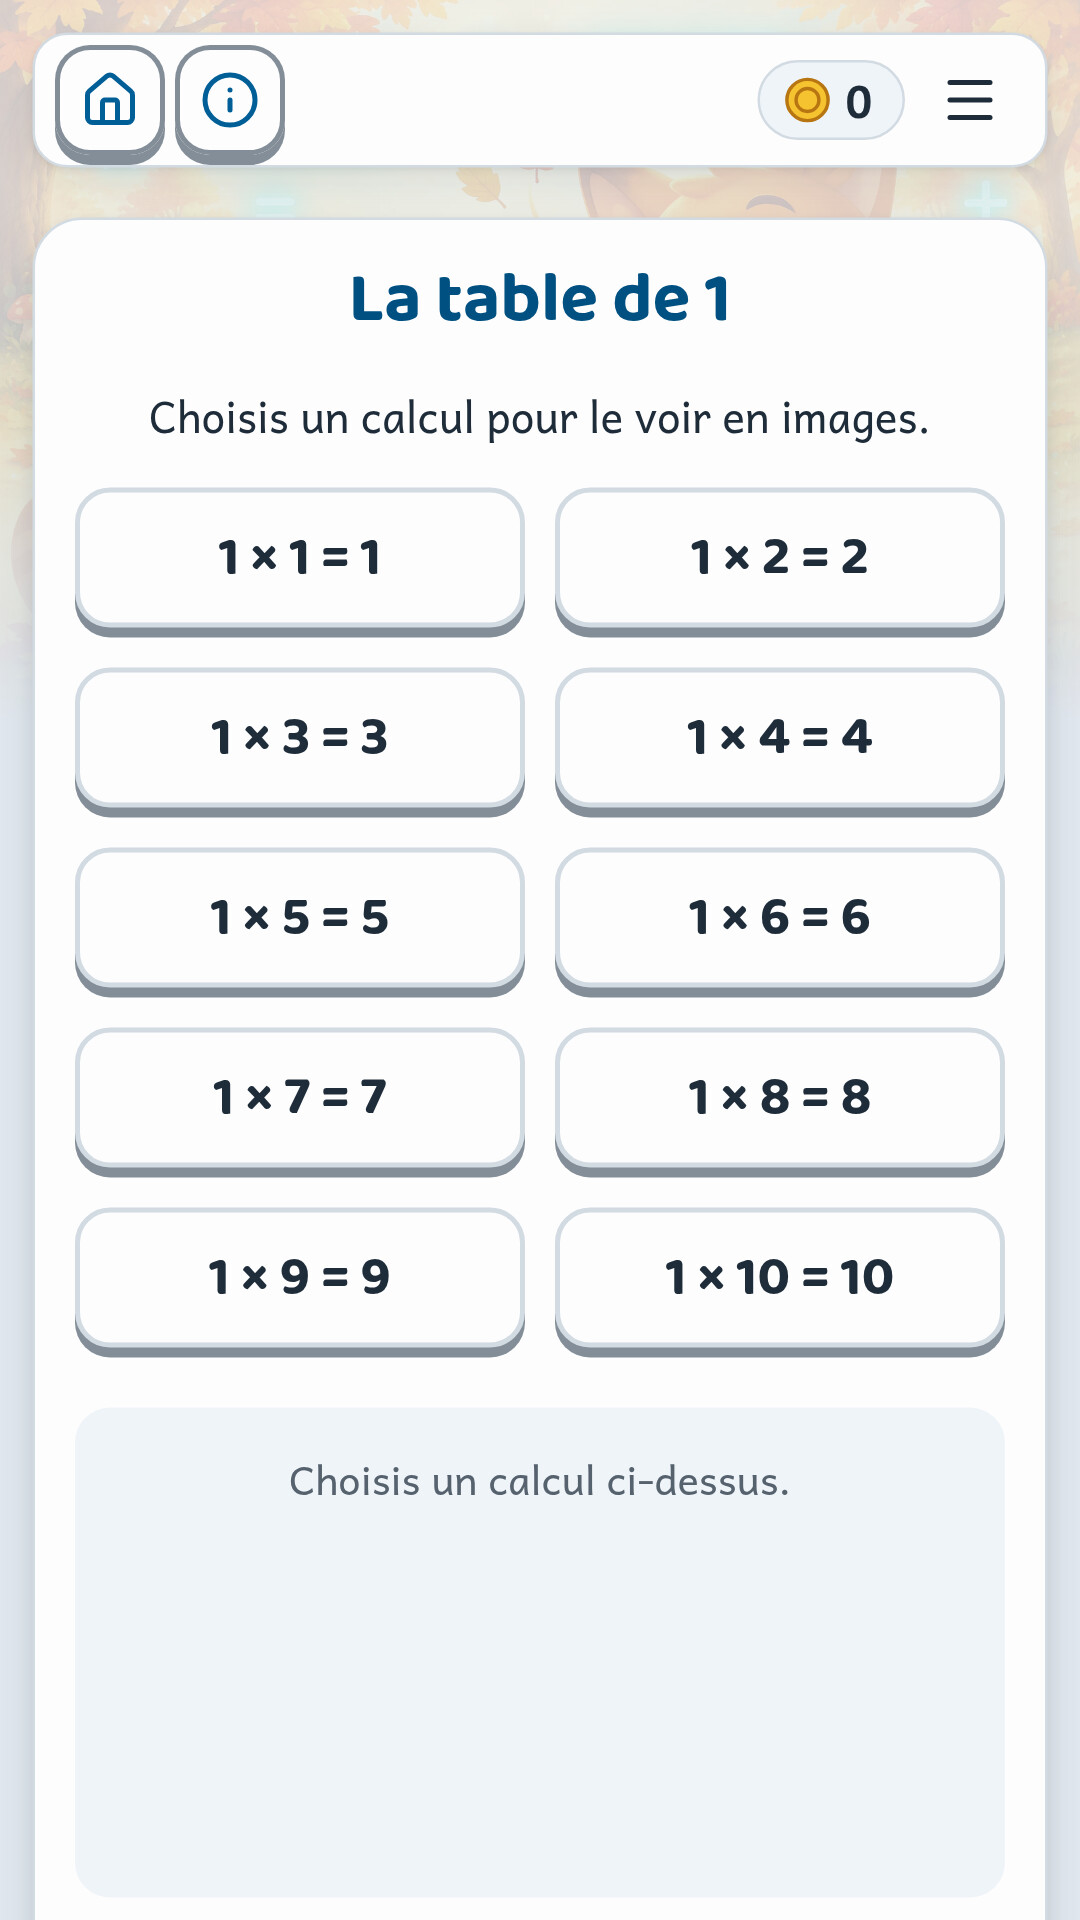 0
La table de 1
Choisis un calcul pour le voir en images.
1 × 1 = 1
1 × 2 = 2
1 × 3 = 3
1 × 4 = 4
1 × 5 = 5
1 × 6 = 6
1 × 7 = 7
1 × 8 = 8
1 × 9 = 9
1 × 10 = 10
Choisis un calcul ci-dessus.